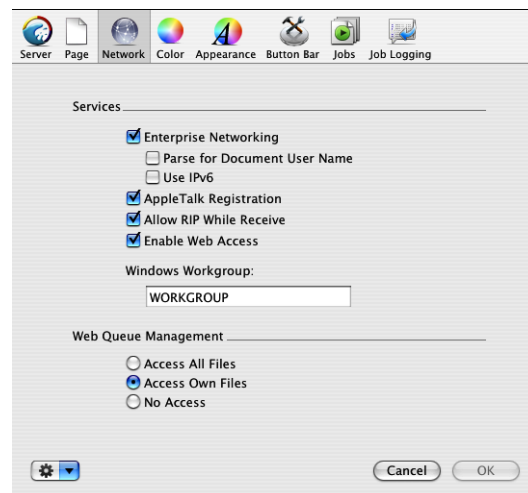 Server Page Network Color Appearance Button Bar Jobs Job Logging
Services
Enterprise Networking
Parse for Document User Name
Use IPv6
AppleTalk Registration
Allow RIP While Receive
Enable Web Access
Windows Workgroup:
WORKGROUP
Web Queue Management
Access All Files
Access Own Files
No Access
Cancel OK